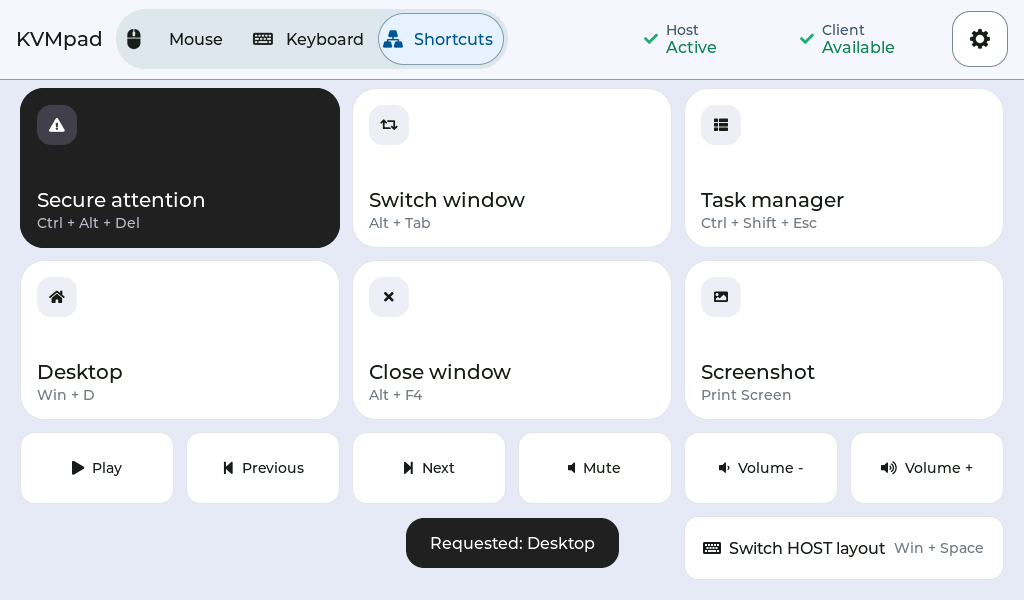 KVMpad
Mouse
Keyboard
Shortcuts
Host
Active
Client
Available
Secure attention
Ctrl + Alt + Del
Switch window
Alt + Tab
Task manager
Ctrl + Shift + Esc
Desktop
Win + D
Close window
Alt + F4
Screenshot
Print Screen
Play
Previous
Next
Mute
Volume -
Volume +
Requested: Desktop
Switch HOST layout Win + Space